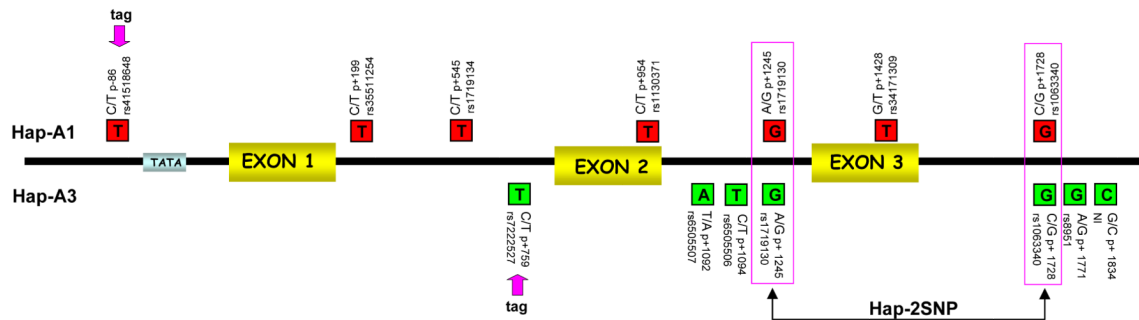 tag
C/T p-86
rs41518648
C/T p+199
rs35511254
C/T p+545
rs1719134
C/T p+954
rs1130371
A/G p+1245
rs1719130
G/T p+1428
rs34171309
C/G p+1728
rs1063340
Hap-A1
T
T
T
T
G
T
G
TATA
EXON 1
EXON 2
EXON 3
Hap-A3
T
A
T
G
G
G
C
C/T p+759
rs7222527
T/A p+1092
rs6505507
C/T p+1094
rs6505506
A/G p+ 1245
rs1719130
C/G p+ 1728
rs1063340
A/G p+ 1771
rs8951
G/C p+ 1834
NI
tag
Hap-2SNP